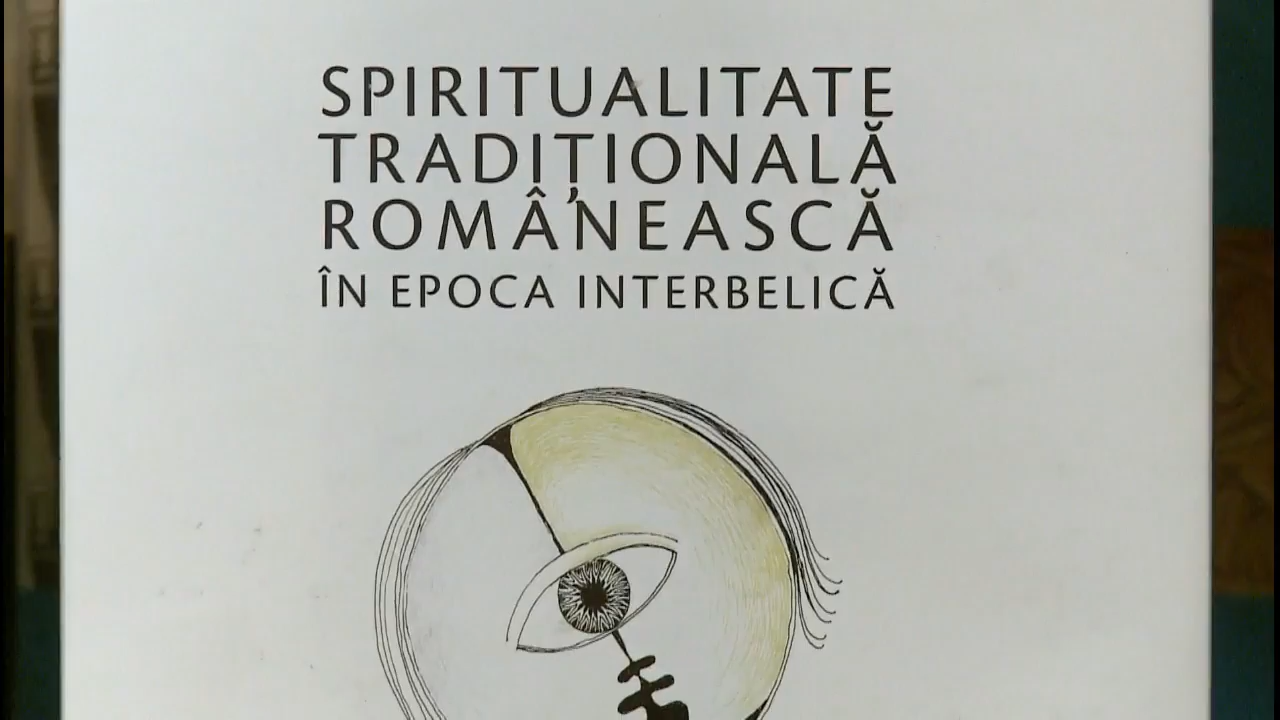 SPIRITUALITATE
TRADIȚIONALĂ
ROMÂNEASCĂ
ÎN EPOCA INTERBELICĂ